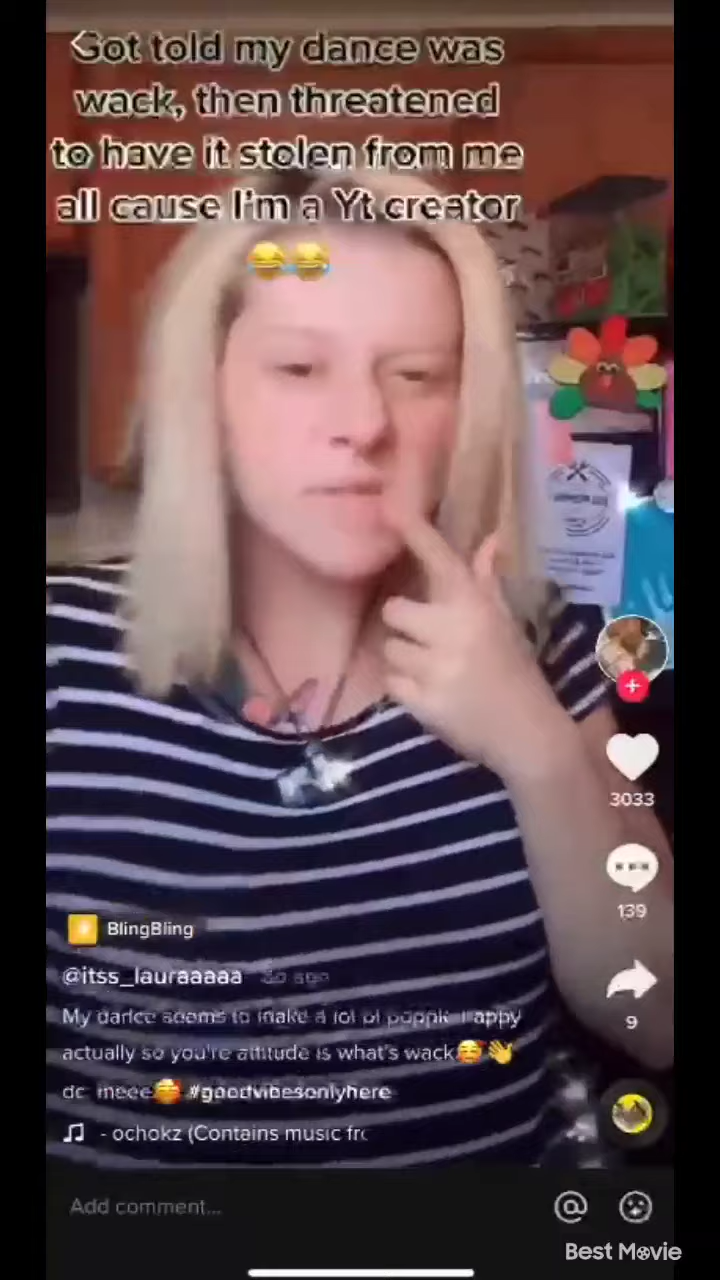 Got told my dance was
wack, then threatened
to have it stolen from me
all cause I'm a Yt creator
😂😂
3033
139
9
BlingBling
@itss_lauraaaaa
My dance seems to make a lot of people happy
actually so you're attitude is what's wack🥰👋
dc meee🥰 #goodvibesonlyhere
- ochokz (Contains music fr
Add comment...
Best Movie